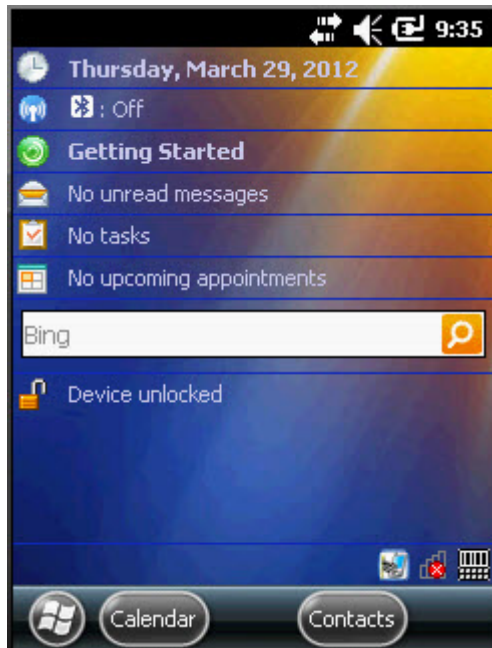 9:35
Thursday, March 29, 2012
: Off
Getting Started
No unread messages
No tasks
No upcoming appointments
Bing
Device unlocked
Calendar Contacts